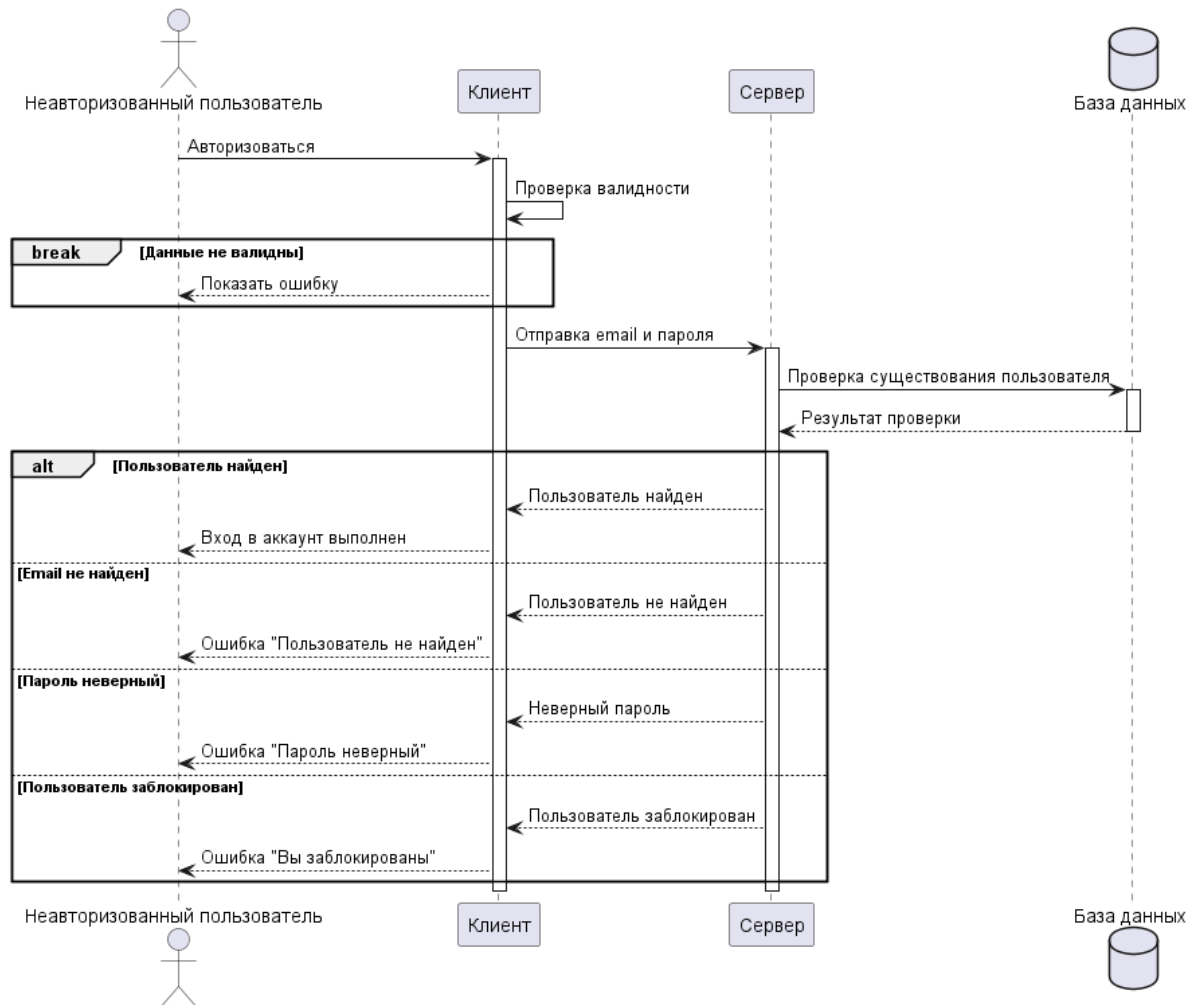 Неавторизованный пользователь
Клиент
Сервер
База данных
Авторизоваться
Проверка валидности
break
[Данные не валидны]
Показать ошибку
Отправка email и пароля
Проверка существования пользователя
Результат проверки
alt
[Пользователь найден]
Пользователь найден
Вход в аккаунт выполнен
[Email не найден]
Пользователь не найден
Ошибка "Пользователь не найден"
[Пароль неверный]
Неверный пароль
Ошибка "Пароль неверный"
[Пользователь заблокирован]
Пользователь заблокирован
Ошибка "Вы заблокированы"
Неавторизованный пользователь
Клиент
Сервер
База данных